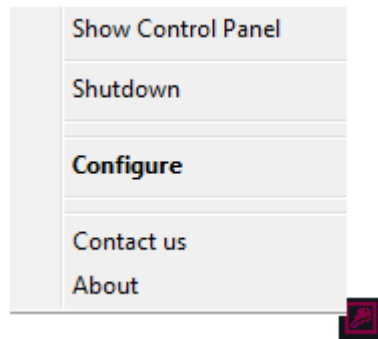 Show Control Panel
Shutdown
Configure
Contact us
About